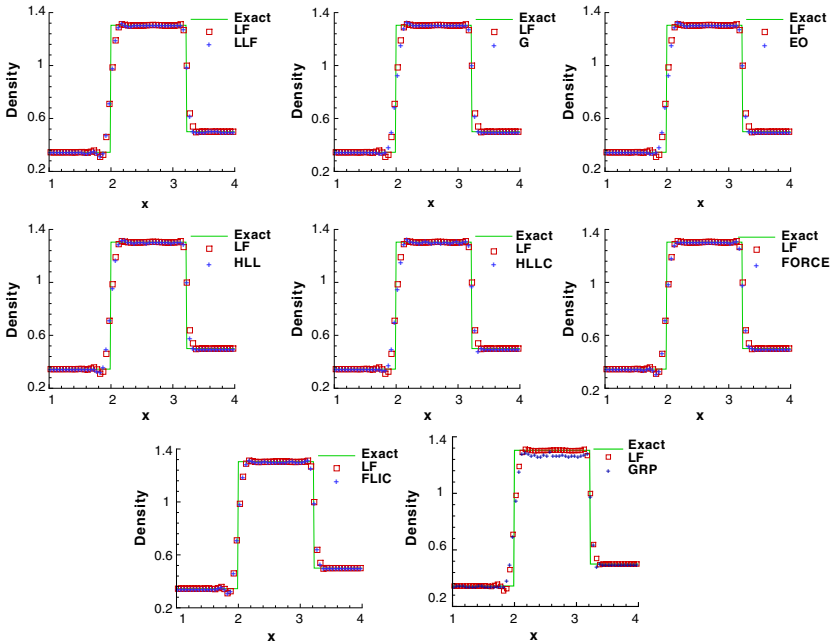 1.4
1
0.6
0.2
Density
1 2 3 4
x
Exact
LF
LLF
1.4
1
0.6
0.2
Density
1 2 3 4
x
Exact
LF
G
1.4
1
0.6
0.2
Density
1 2 3 4
x
Exact
LF
EO
1.4
1
0.6
0.2
Density
1 2 3 4
x
Exact
LF
HLL
1.4
1
0.6
0.2
Density
1 2 3 4
x
Exact
LF
HLLC
1.4
1
0.6
0.2
Density
1 2 3 4
x
Exact
LF
FORCE
1.4
1
0.6
0.2
Density
1 2 3 4
x
Exact
LF
FLIC
1.4
1
0.6
0.2
Density
1 2 3 4
x
Exact
LF
GRP